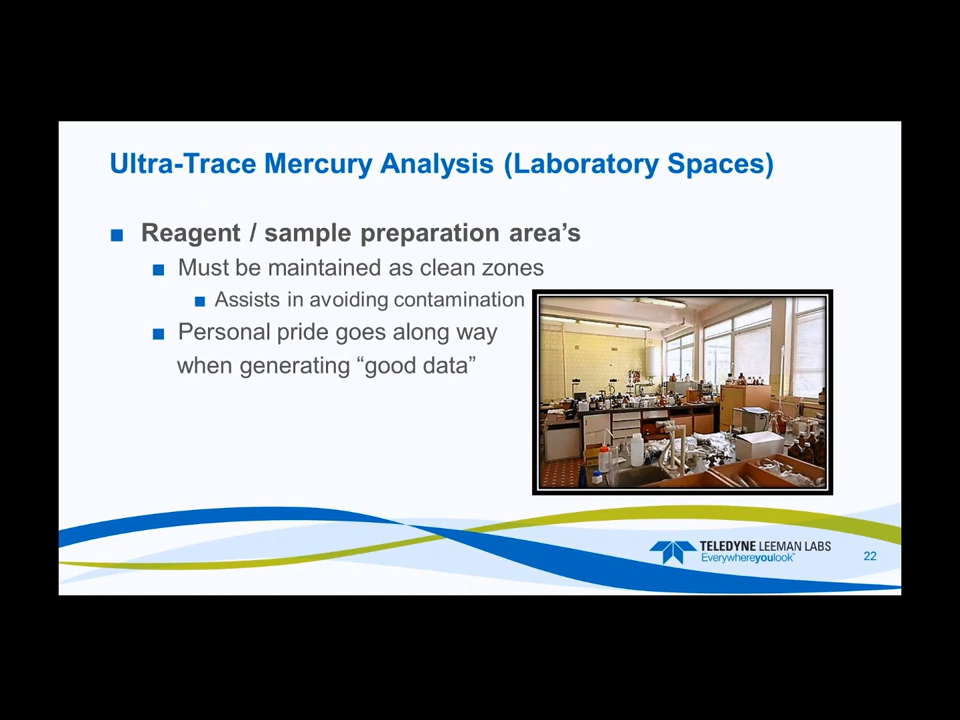 Ultra-Trace Mercury Analysis (Laboratory Spaces)
■ Reagent / sample preparation area’s
■ Must be maintained as clean zones
■ Assists in avoiding contamination
■ Personal pride goes along way
when generating “good data”
TELEDYNE LEEMAN LABS
Everywhereyoulook™
22